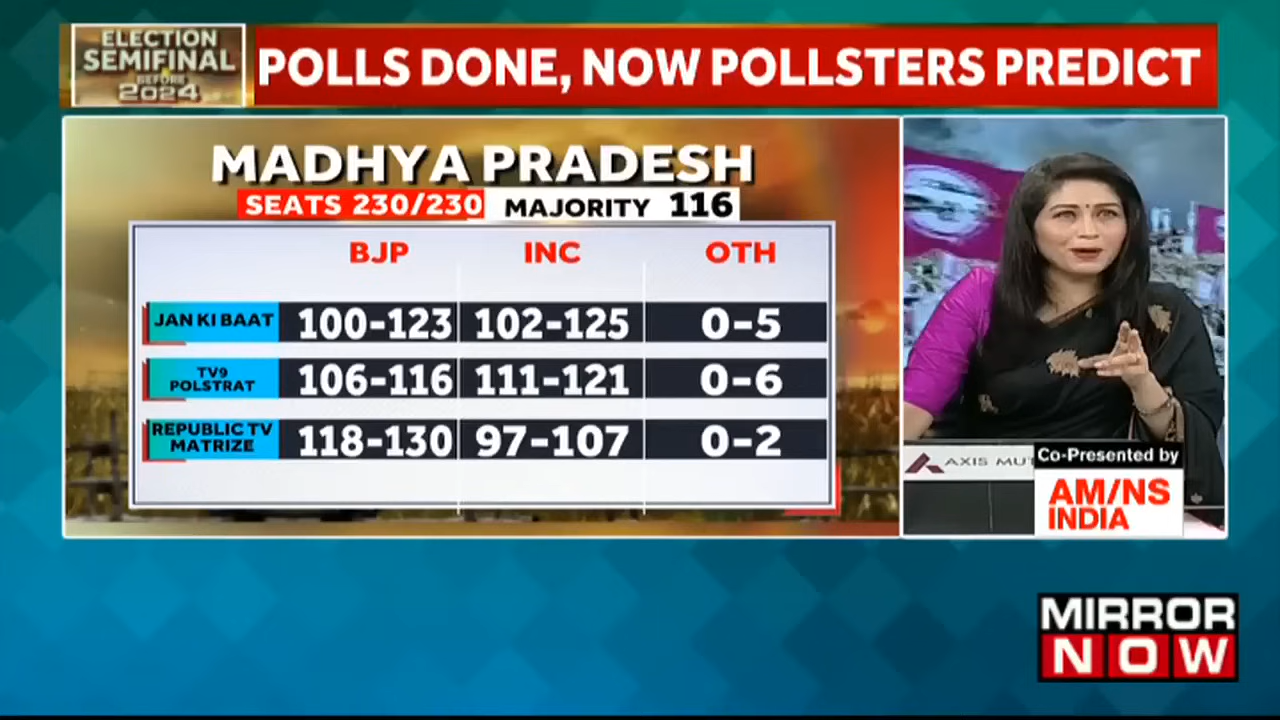 ELECTION
SEMIFINAL
BEFORE
2024
POLLS DONE, NOW POLLSTERS PREDICT
MADHYA PRADESH
SEATS 230/230 MAJORITY 116
BJP INC OTH
JAN KI BAAT 100-123 102-125 0-5
TV9
POLSTRAT 106-116 111-121 0-6
REPUBLIC TV
MATRIZE 118-130 97-107 0-2
AXIS MUT
Co-Presented by
AM/NS
INDIA
MIRROR
NOW